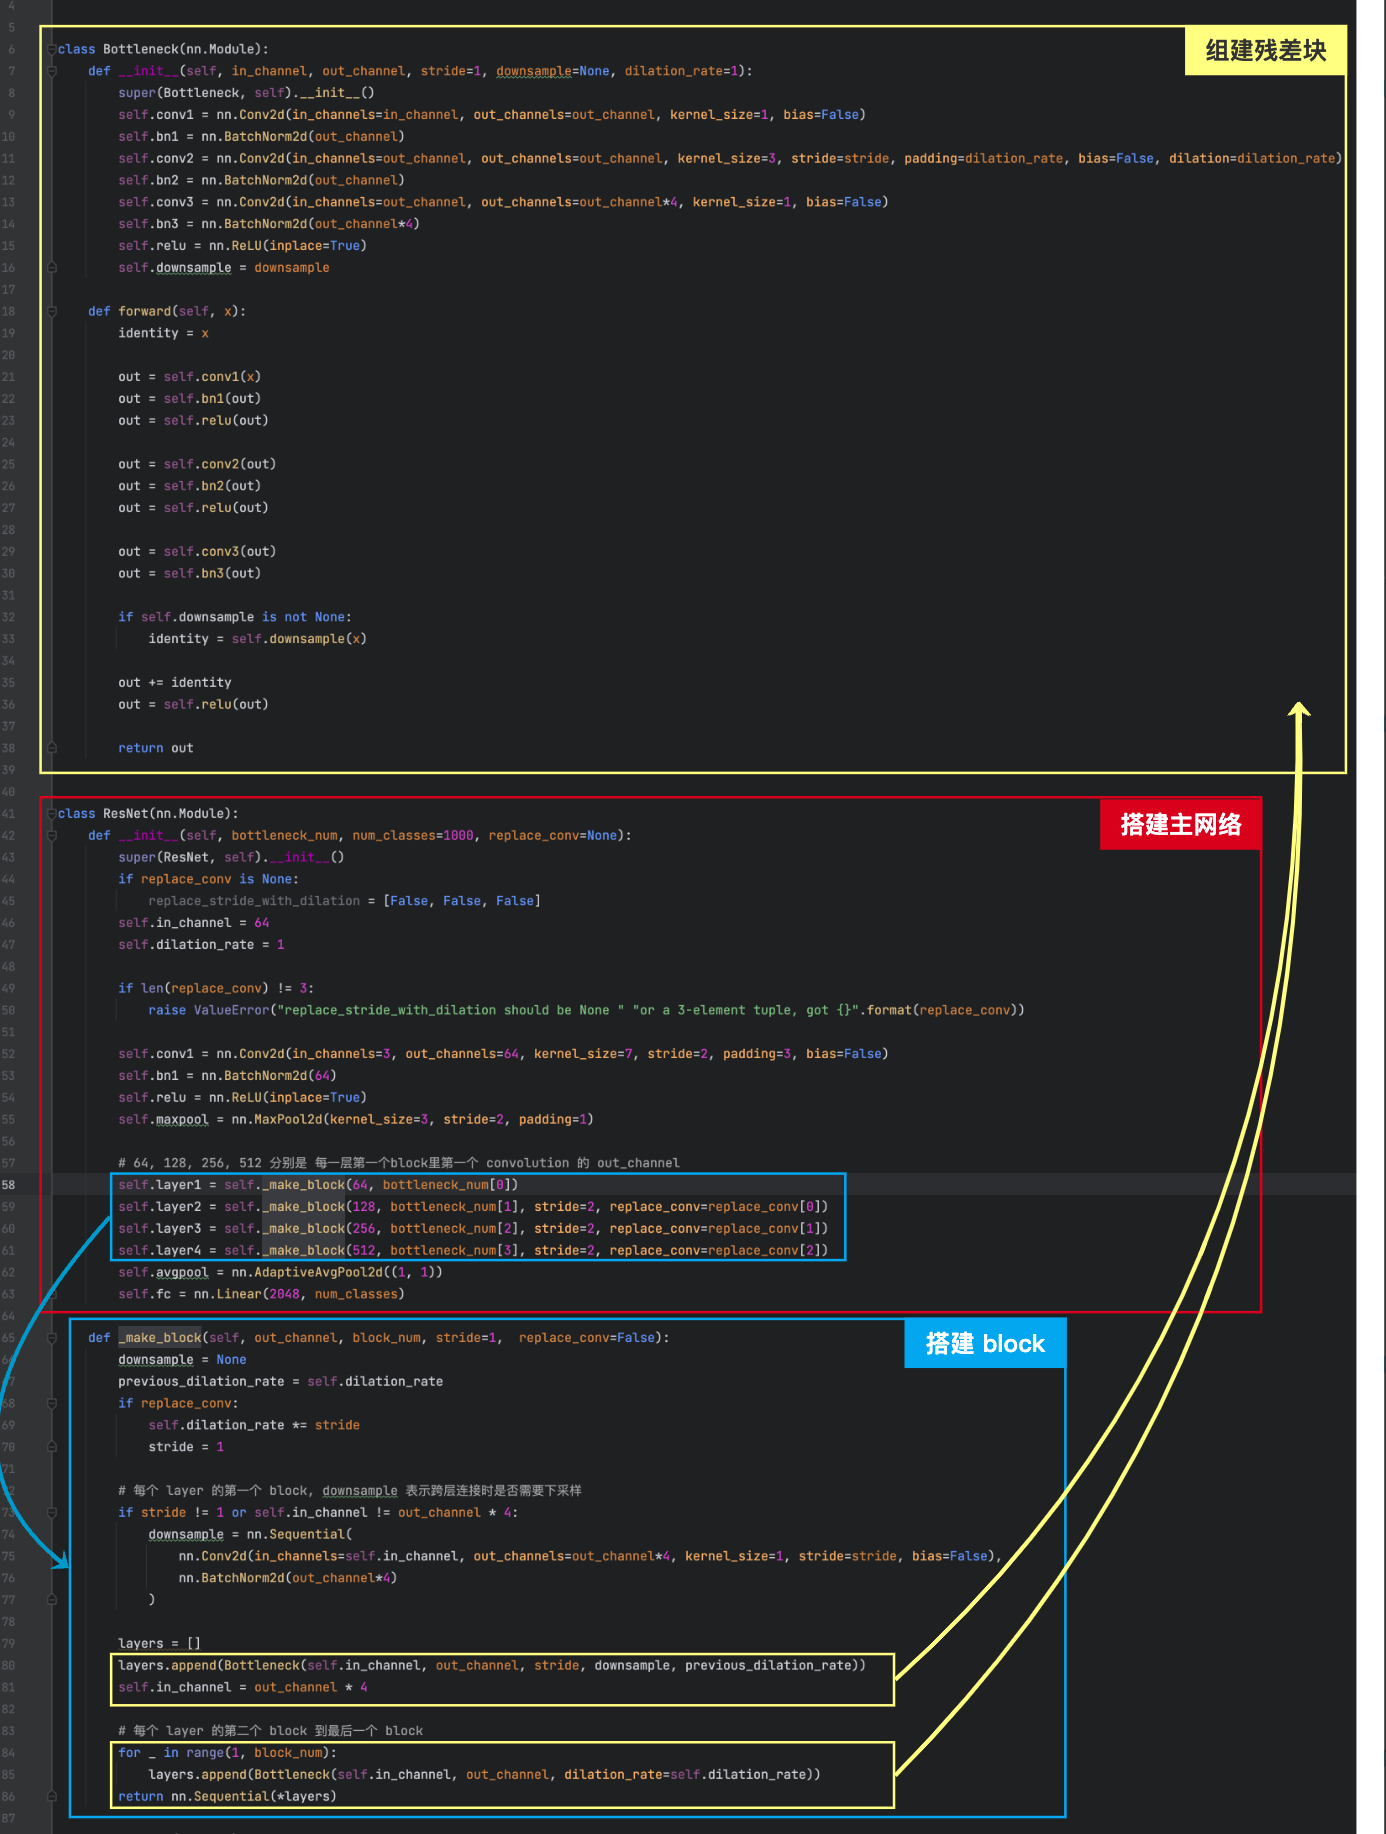 4
5
6 class Bottleneck(nn.Module):
组建残差块
7 def __init__(self, in_channel, out_channel, stride=1, downsample=None, dilation_rate=1):
8 super(Bottleneck, self).__init__()
9 self.conv1 = nn.Conv2d(in_channels=in_channel, out_channels=out_channel, kernel_size=1, bias=False)
10 self.bn1 = nn.BatchNorm2d(out_channel)
11 self.conv2 = nn.Conv2d(in_channels=out_channel, out_channels=out_channel, kernel_size=3, stride=stride, padding=dilation_rate, bias=False, dilation=dilation_rate)
12 self.bn2 = nn.BatchNorm2d(out_channel)
13 self.conv3 = nn.Conv2d(in_channels=out_channel, out_channels=out_channel*4, kernel_size=1, bias=False)
14 self.bn3 = nn.BatchNorm2d(out_channel*4)
15 self.relu = nn.ReLU(inplace=True)
16 self.downsample = downsample
17
18 def forward(self, x):
19 identity = x
20
21 out = self.conv1(x)
22 out = self.bn1(out)
23 out = self.relu(out)
24
25 out = self.conv2(out)
26 out = self.bn2(out)
27 out = self.relu(out)
28
29 out = self.conv3(out)
30 out = self.bn3(out)
31
32 if self.downsample is not None:
33 identity = self.downsample(x)
34
35 out += identity
36 out = self.relu(out)
37
38 return out
39
40
41 class ResNet(nn.Module):
搭建主网络
42 def __init__(self, bottleneck_num, num_classes=1000, replace_conv=None):
43 super(ResNet, self).__init__()
44 if replace_conv is None:
45 replace_stride_with_dilation = [False, False, False]
46 self.in_channel = 64
47 self.dilation_rate = 1
48
49 if len(replace_conv) != 3:
50 raise ValueError("replace_stride_with_dilation should be None " "or a 3-element tuple, got {}".format(replace_conv))
51
52 self.conv1 = nn.Conv2d(in_channels=3, out_channels=64, kernel_size=7, stride=2, padding=3, bias=False)
53 self.bn1 = nn.BatchNorm2d(64)
54 self.relu = nn.ReLU(inplace=True)
55 self.maxpool = nn.MaxPool2d(kernel_size=3, stride=2, padding=1)
56
57 # 64, 128, 256, 512 分别是 每一层第一个block里第一个 convolution 的 out_channel
58 self.layer1 = self._make_block(64, bottleneck_num[0])
59 self.layer2 = self._make_block(128, bottleneck_num[1], stride=2, replace_conv=replace_conv[0])
60 self.layer3 = self._make_block(256, bottleneck_num[2], stride=2, replace_conv=replace_conv[1])
61 self.layer4 = self._make_block(512, bottleneck_num[3], stride=2, replace_conv=replace_conv[2])
62 self.avgpool = nn.AdaptiveAvgPool2d((1, 1))
63 self.fc = nn.Linear(2048, num_classes)
64
65 def _make_block(self, out_channel, block_num, stride=1, replace_conv=False):
搭建 block
66 downsample = None
previous_dilation_rate = self.dilation_rate
68 if replace_conv:
69 self.dilation_rate *= stride
70 stride = 1
71
# 每个 layer 的第一个 block, downsample 表示跨层连接时是否需要下采样
73 if stride != 1 or self.in_channel != out_channel * 4:
74 downsample = nn.Sequential(
75 nn.Conv2d(in_channels=self.in_channel, out_channels=out_channel*4, kernel_size=1, stride=stride, bias=False),
76 nn.BatchNorm2d(out_channel*4)
77 )
78
79 layers = []
80 layers.append(Bottleneck(self.in_channel, out_channel, stride, downsample, previous_dilation_rate))
81 self.in_channel = out_channel * 4
82
83 # 每个 layer 的第二个 block 到最后一个 block
84 for _ in range(1, block_num):
85 layers.append(Bottleneck(self.in_channel, out_channel, dilation_rate=self.dilation_rate))
86 return nn.Sequential(*layers)
87